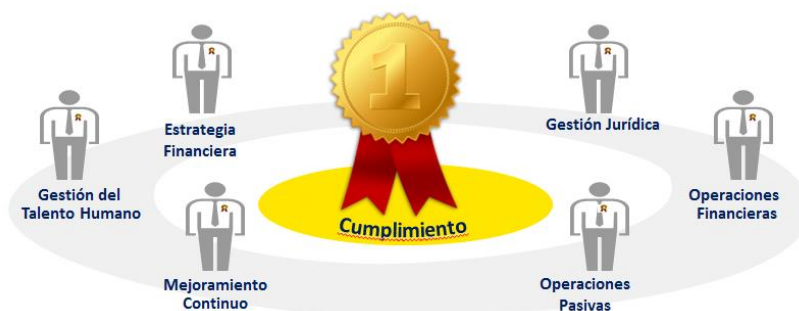 1
Estrategia
Financiera
Gestión Jurídica
Gestión del
Talento Humano
Operaciones
Financieras
Cumplimiento
Mejoramiento
Continuo
Operaciones
Pasivas